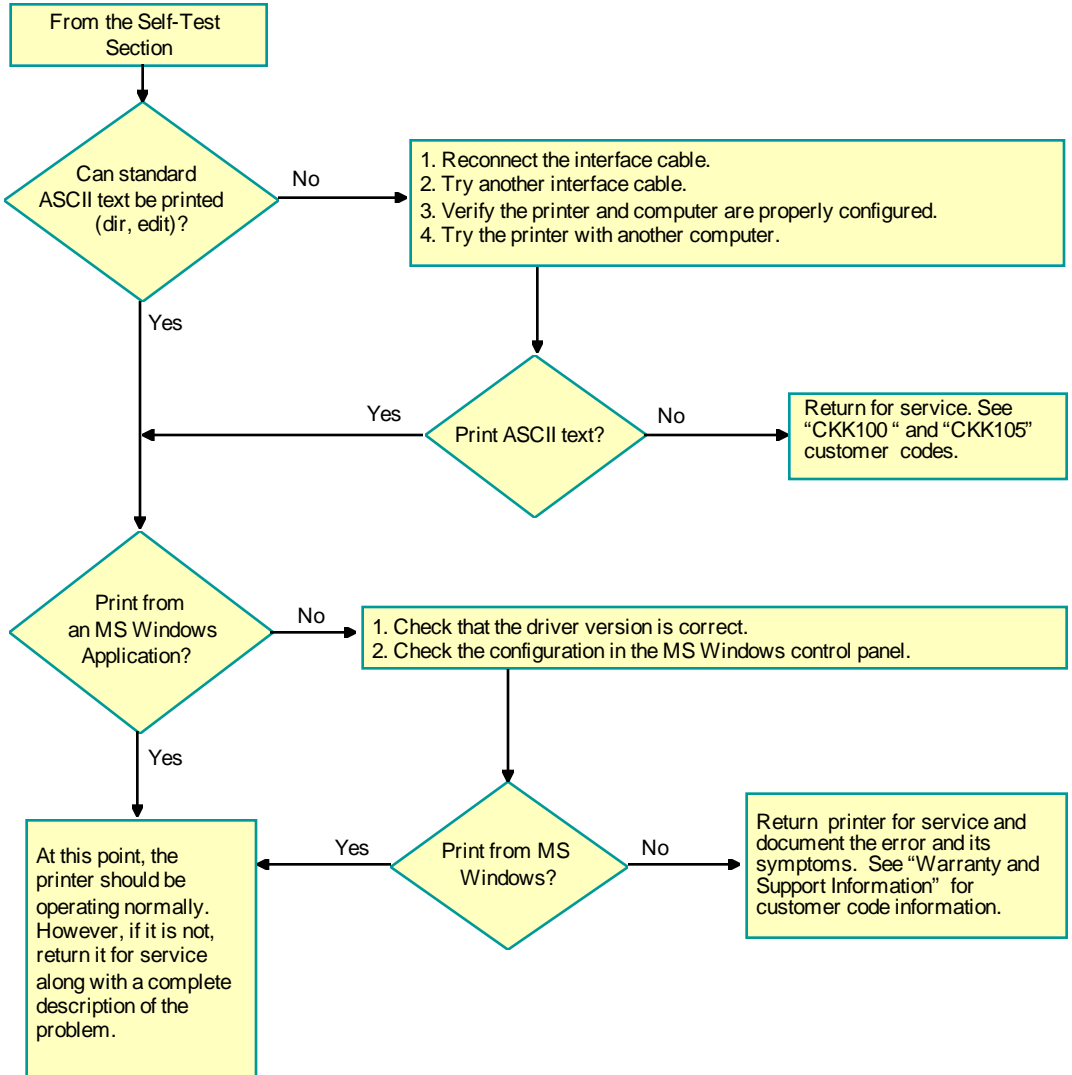 From the Self-Test
Section
Can standard
ASCII text be printed
(dir, edit)?
No
1. Reconnect the interface cable.
2. Try another interface cable.
3. Verify the printer and computer are properly configured.
4. Try the printer with another computer.
Yes
Yes
Print ASCII text?
No
Return for service. See
“CKK100 “ and “CKK105”
customer codes.
Print from
an MS Windows
Application?
No
1. Check that the driver version is correct.
2. Check the configuration in the MS Windows control panel.
Yes
At this point, the
printer should be
operating normally.
However, if it is not,
return it for service
along with a complete
description of the
problem.
Yes
Print from MS
Windows?
No
Return printer for service and
document the error and its
symptoms. See “Warranty and
Support Information” for
customer code information.